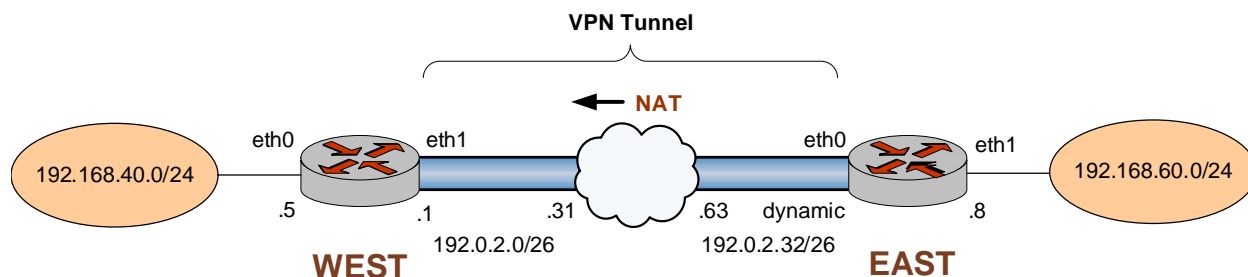 VPN Tunnel
NAT
eth0
eth1
eth0
eth1
192.168.40.0/24
192.168.60.0/24
.5
.1
.31
.63
dynamic
.8
192.0.2.0/26
192.0.2.32/26
WEST
EAST